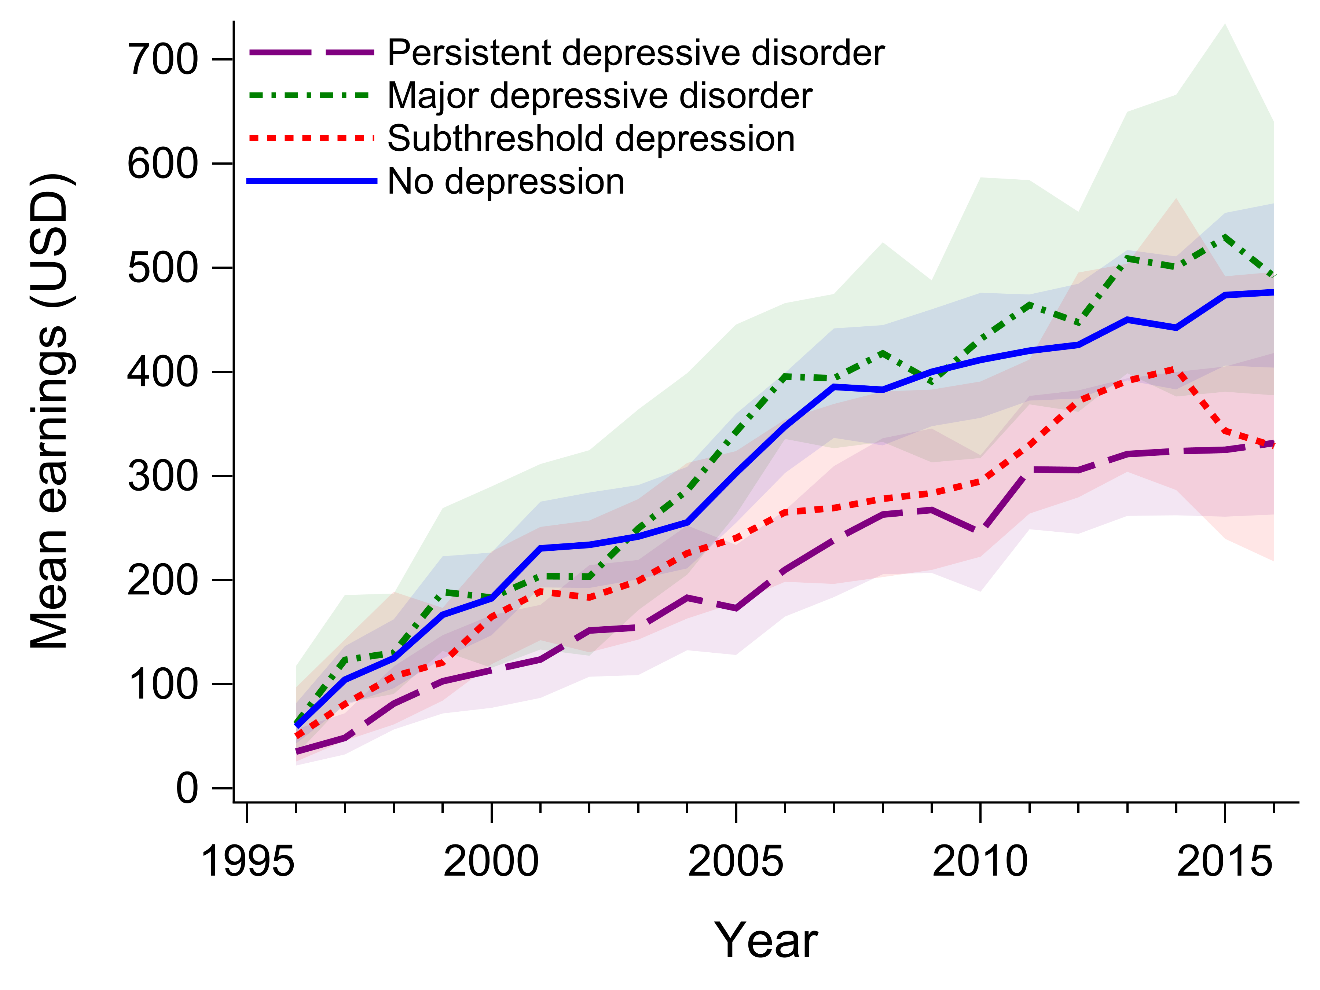 Persistent depressive disorder
Major depressive disorder
Subthreshold depression
No depression
Mean earnings (USD)
700
600
500
400
300
200
100
0
1995 2000 2005 2010 2015
Year